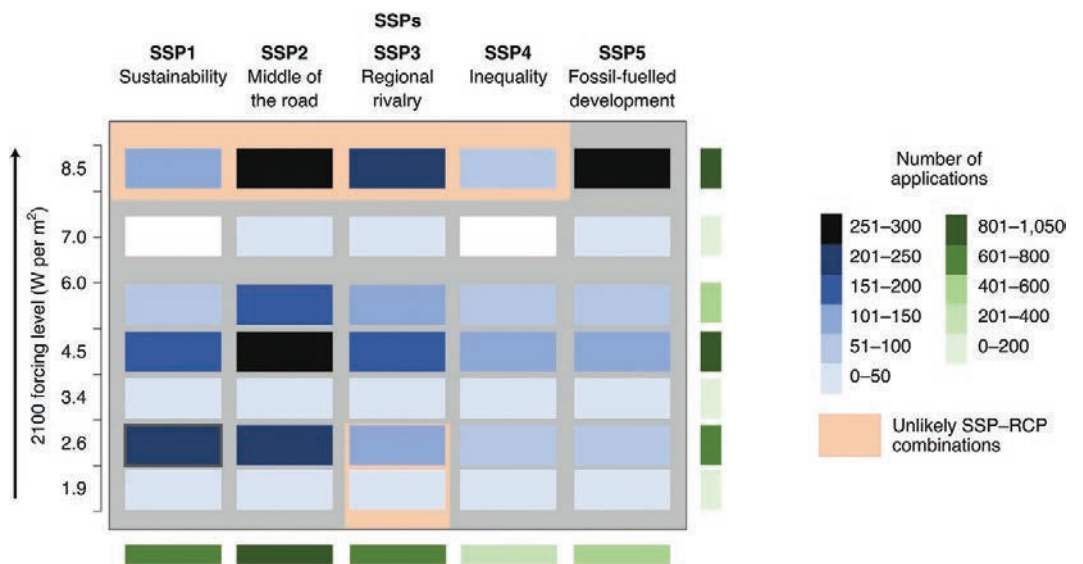 SSPs
SSP1 SSP2 SSP3 SSP4 SSP5
Sustainability Middle of Regional Inequality Fossil-fuelled
the road rivalry development
2100 forcing level (W per m²)
8.5
7.0
6.0
4.5
3.4
2.6
1.9
Number of
applications
251–300 801–1,050
201–250 601–800
151–200 401–600
101–150 201–400
51–100 0–200
0–50
Unlikely SSP–RCP
combinations